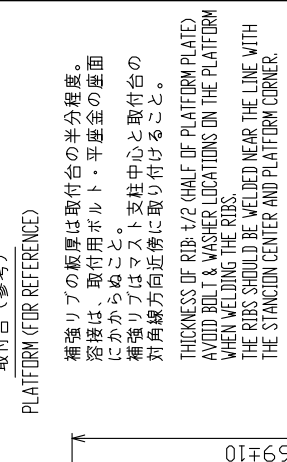 取付台(参考)
PLATFORM (FOR REFERENCE)
補強リブの板厚は取付台の半分程度。
溶接は、取付用ボルト・平座金の座面
にかからぬこと。
補強リブはマスト支柱中心と取付台の
対角線方向近傍に取り付けること。
THICKNESS OF RIB: t/2 (HALF OF PLATFORM PLATE)
AVOID BOLT & WASHER LOCATIONS ON THE PLATFORM
WHEN WELDING THE RIBS.
THE RIBS SHOULD BE WELDED NEAR THE LINE WITH
THE STANCION CENTER AND PLATFORM CORNER.
69±10